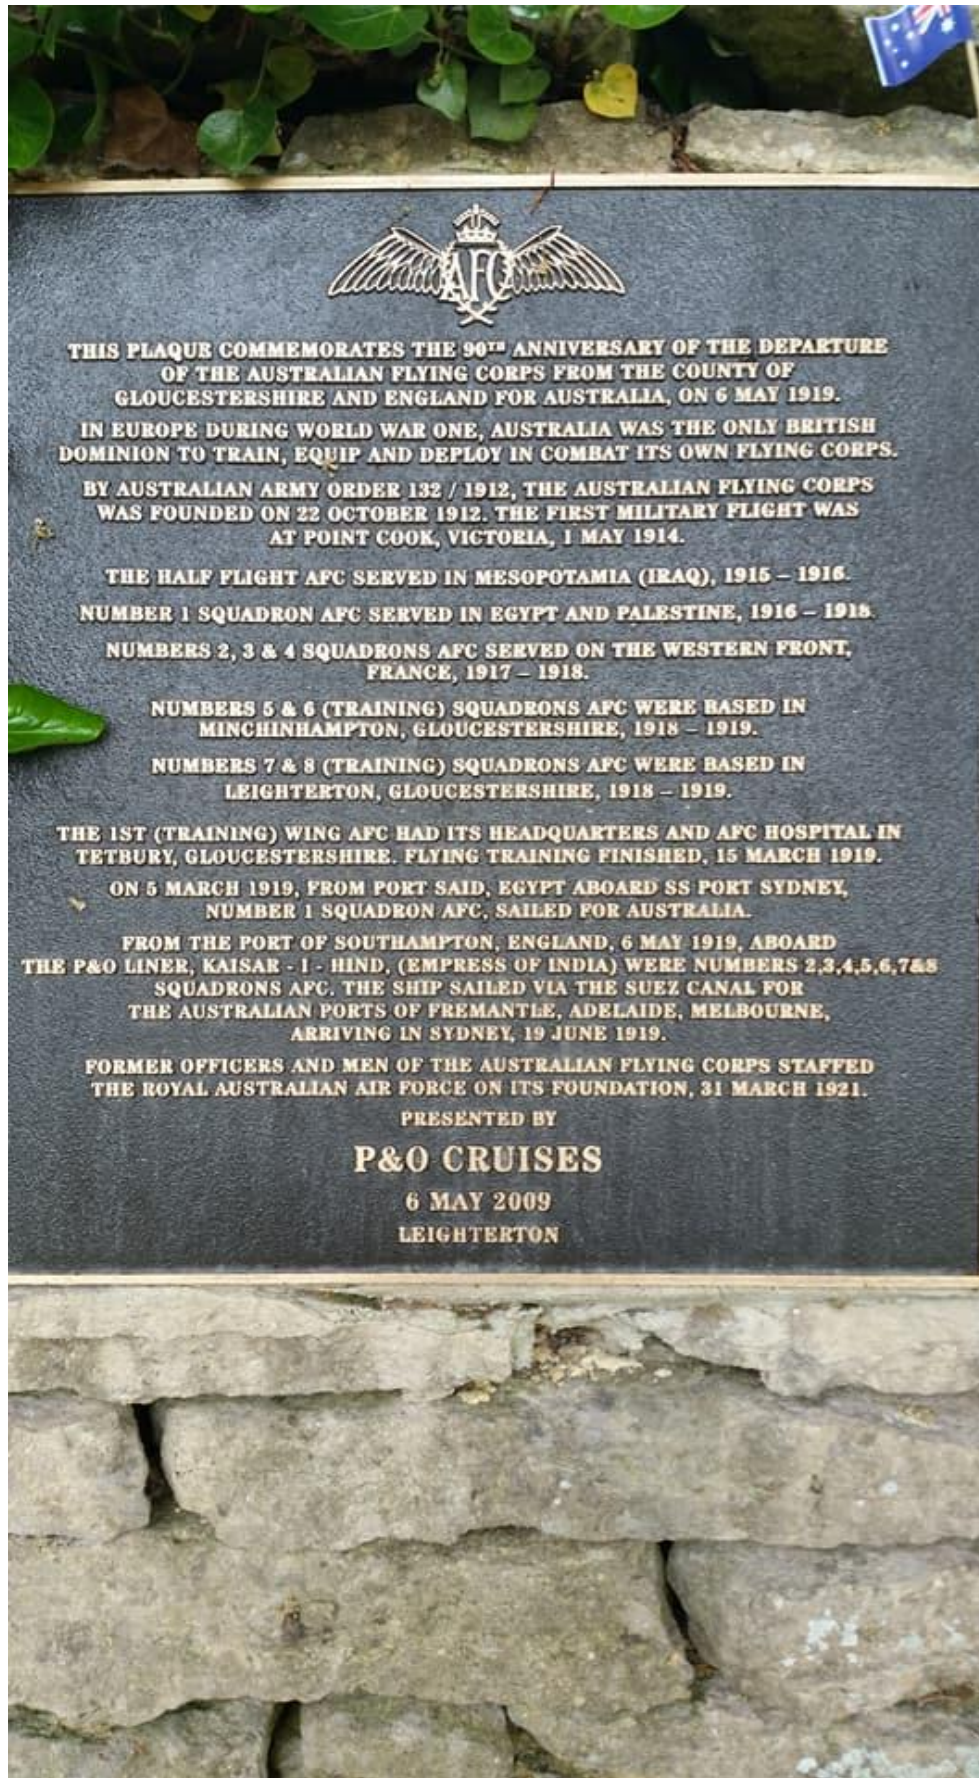 AFC
THIS PLAQUE COMMEMORATES THE 90TH ANNIVERSARY OF THE DEPARTURE
OF THE AUSTRALIAN FLYING CORPS FROM THE COUNTY OF
GLOUCESTERSHIRE AND ENGLAND FOR AUSTRALIA, ON 6 MAY 1919.
IN EUROPE DURING WORLD WAR ONE, AUSTRALIA WAS THE ONLY BRITISH
DOMINION TO TRAIN, EQUIP AND DEPLOY IN COMBAT ITS OWN FLYING CORPS.
BY AUSTRALIAN ARMY ORDER 132 / 1912, THE AUSTRALIAN FLYING CORPS
WAS FOUNDED ON 22 OCTOBER 1912. THE FIRST MILITARY FLIGHT WAS
AT POINT COOK, VICTORIA, 1 MAY 1914.
THE HALF FLIGHT AFC SERVED IN MESOPOTAMIA (IRAQ), 1915 – 1916.
NUMBER 1 SQUADRON AFC SERVED IN EGYPT AND PALESTINE, 1916 – 1918.
NUMBERS 2, 3 & 4 SQUADRONS AFC SERVED ON THE WESTERN FRONT,
FRANCE, 1917 – 1918.
NUMBERS 5 & 6 (TRAINING) SQUADRONS AFC WERE BASED IN
MINCHINHAMPTON, GLOUCESTERSHIRE, 1918 – 1919.
NUMBERS 7 & 8 (TRAINING) SQUADRONS AFC WERE BASED IN
LEIGHTERTON, GLOUCESTERSHIRE, 1918 – 1919.
THE 1ST (TRAINING) WING AFC HAD ITS HEADQUARTERS AND AFC HOSPITAL IN
TETBURY, GLOUCESTERSHIRE. FLYING TRAINING FINISHED, 15 MARCH 1919.
ON 5 MARCH 1919, FROM PORT SAID, EGYPT ABOARD SS PORT SYDNEY,
NUMBER 1 SQUADRON AFC, SAILED FOR AUSTRALIA.
FROM THE PORT OF SOUTHAMPTON, ENGLAND, 6 MAY 1919, ABOARD
THE P&O LINER, KAISAR - I - HIND, (EMPRESS OF INDIA) WERE NUMBERS 2,3,4,5,6,7&8
SQUADRONS AFC. THE SHIP SAILED VIA THE SUEZ CANAL FOR
THE AUSTRALIAN PORTS OF FREMANTLE, ADELAIDE, MELBOURNE,
ARRIVING IN SYDNEY, 19 JUNE 1919.
FORMER OFFICERS AND MEN OF THE AUSTRALIAN FLYING CORPS STAFFED
THE ROYAL AUSTRALIAN AIR FORCE ON ITS FOUNDATION, 31 MARCH 1921.
PRESENTED BY
P&O CRUISES
6 MAY 2009
LEIGHTERTON